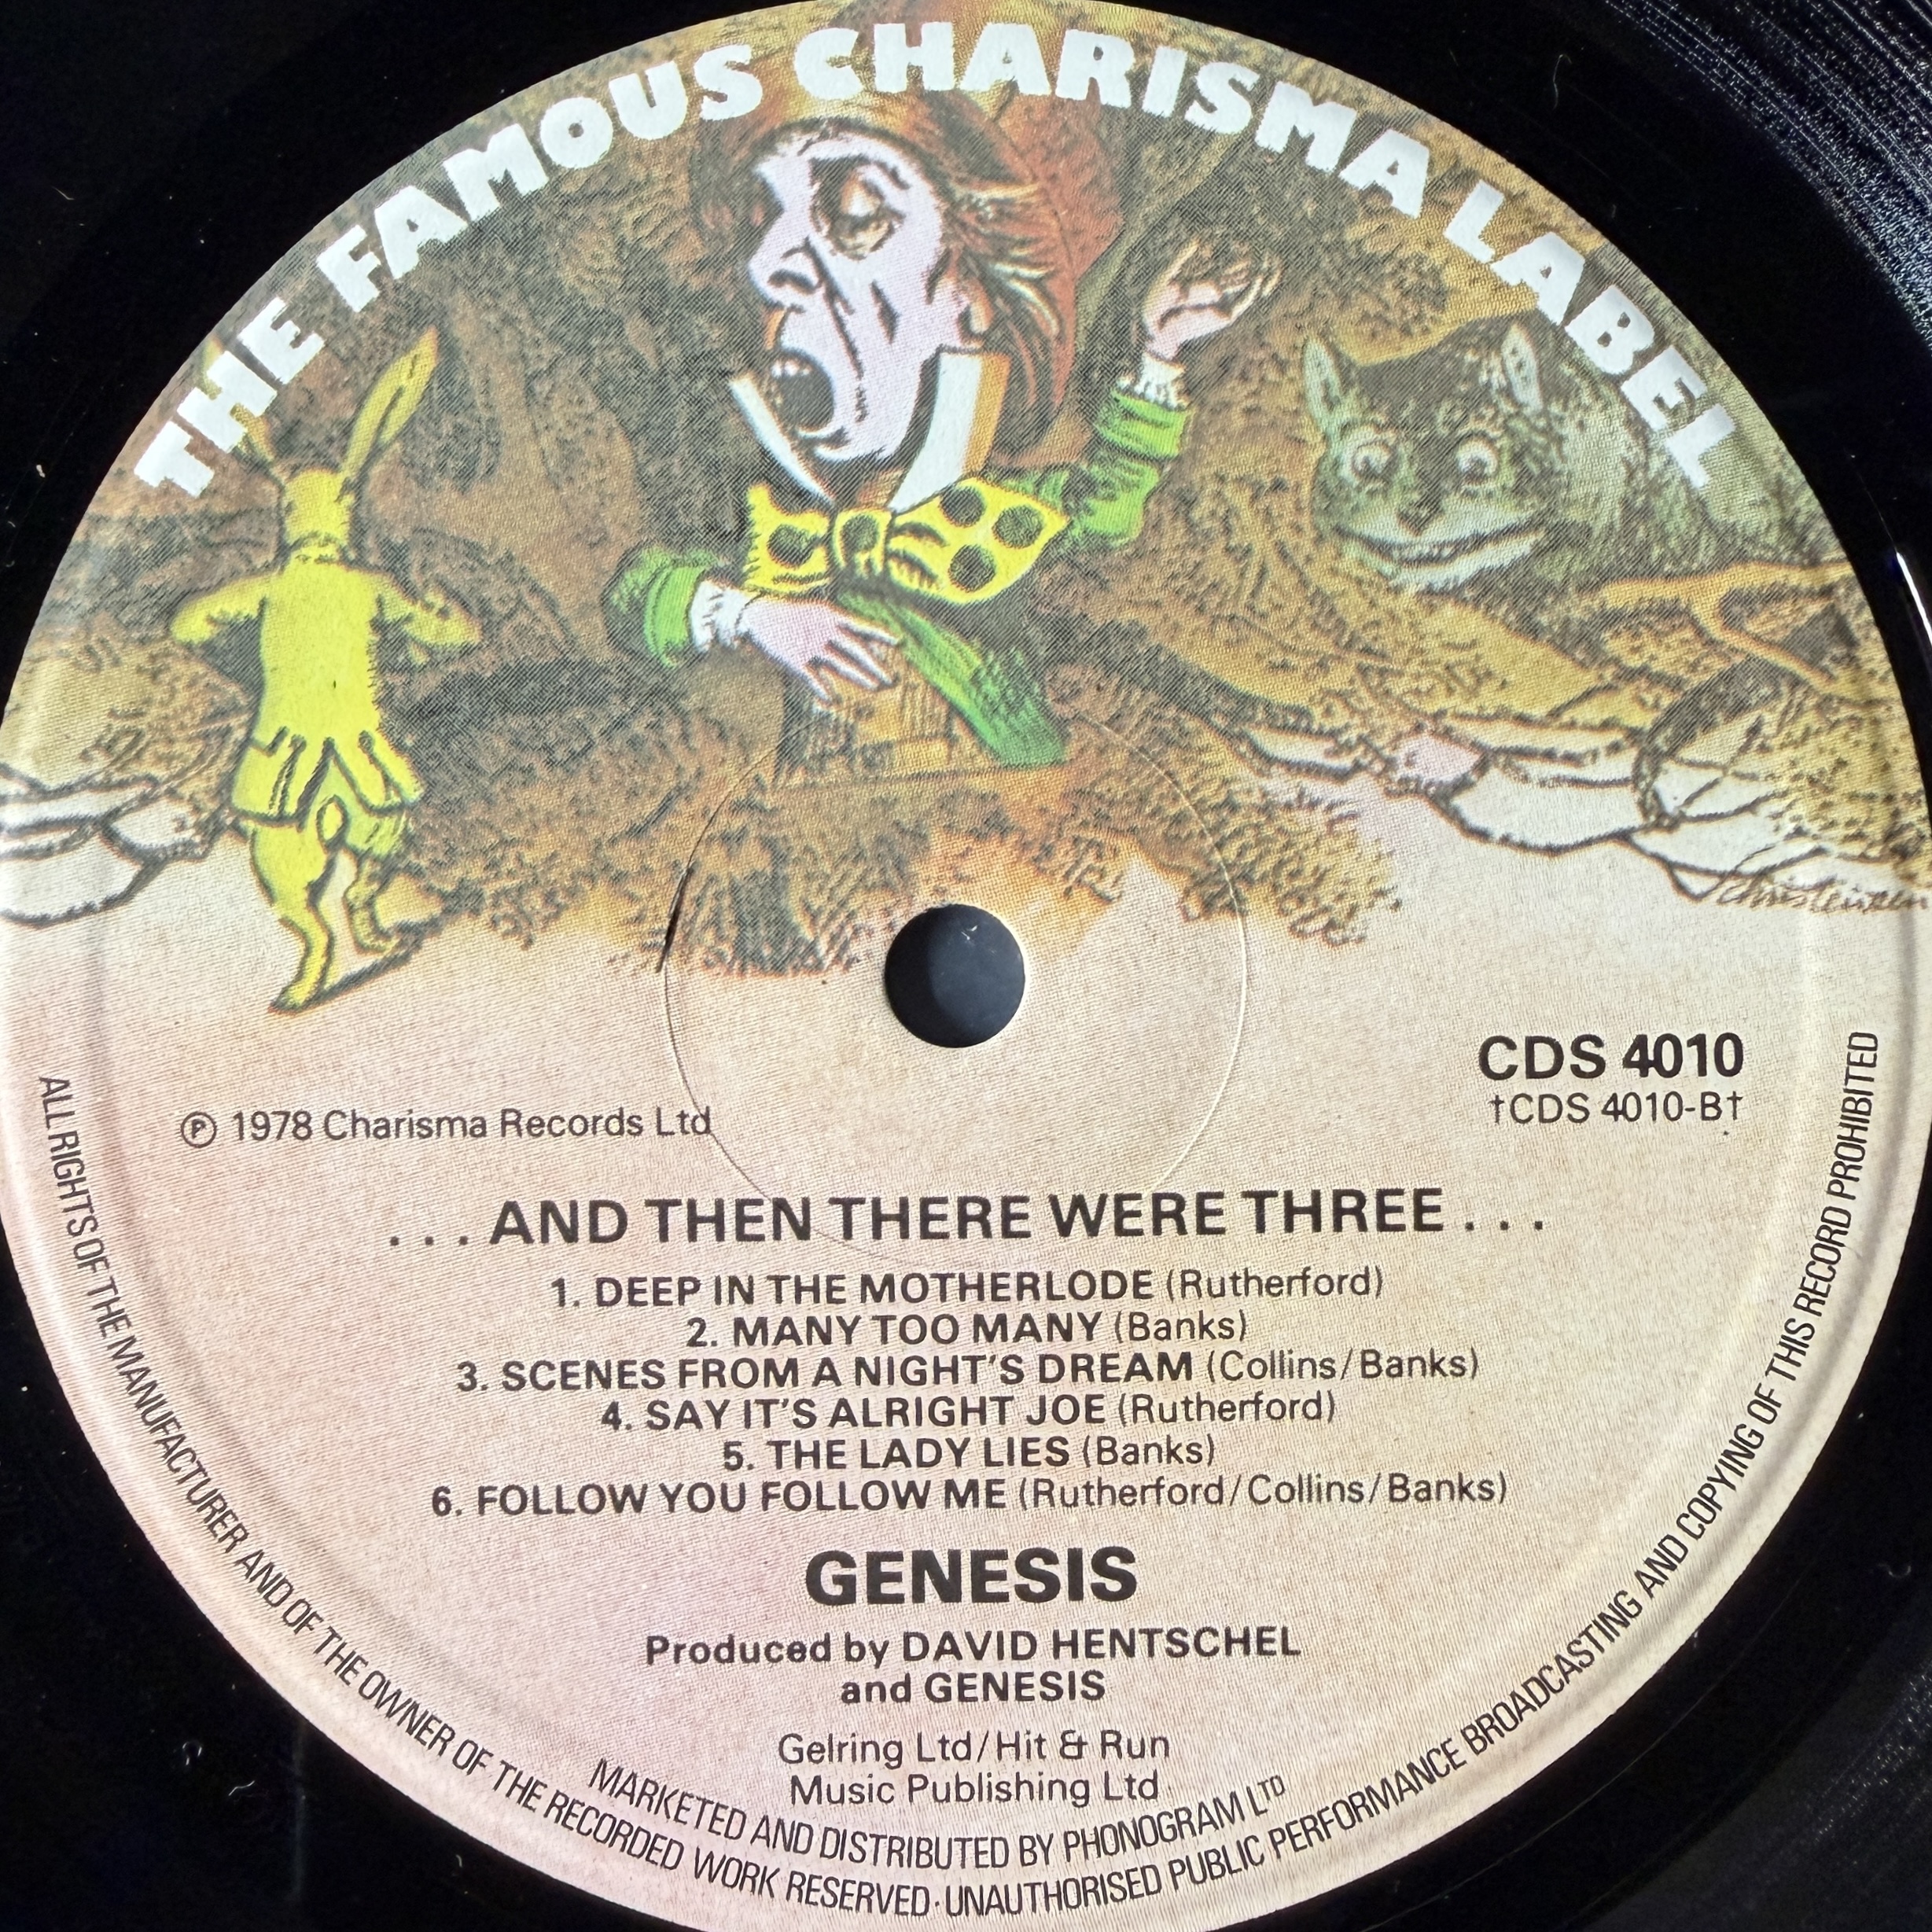 THE FAMOUS CHARISMA LABEL
CDS 4010
℗ 1978 Charisma Records Ltd
†CDS 4010-B†
. . . AND THEN THERE WERE THREE . . .
1. DEEP IN THE MOTHERLODE (Rutherford)
2. MANY TOO MANY (Banks)
3. SCENES FROM A NIGHT'S DREAM (Collins/Banks)
4. SAY IT'S ALRIGHT JOE (Rutherford)
5. THE LADY LIES (Banks)
6. FOLLOW YOU FOLLOW ME (Rutherford/Collins/Banks)
GENESIS
Produced by DAVID HENTSCHEL
and GENESIS
Gelring Ltd/Hit & Run
Music Publishing Ltd
MARKETED AND DISTRIBUTED BY PHONOGRAM LTD
ALL RIGHTS OF THE MANUFACTURER AND OF THE OWNER OF THE RECORDED WORK RESERVED · UNAUTHORISED PUBLIC PERFORMANCE BROADCASTING AND COPYING OF THIS RECORD PROHIBITED